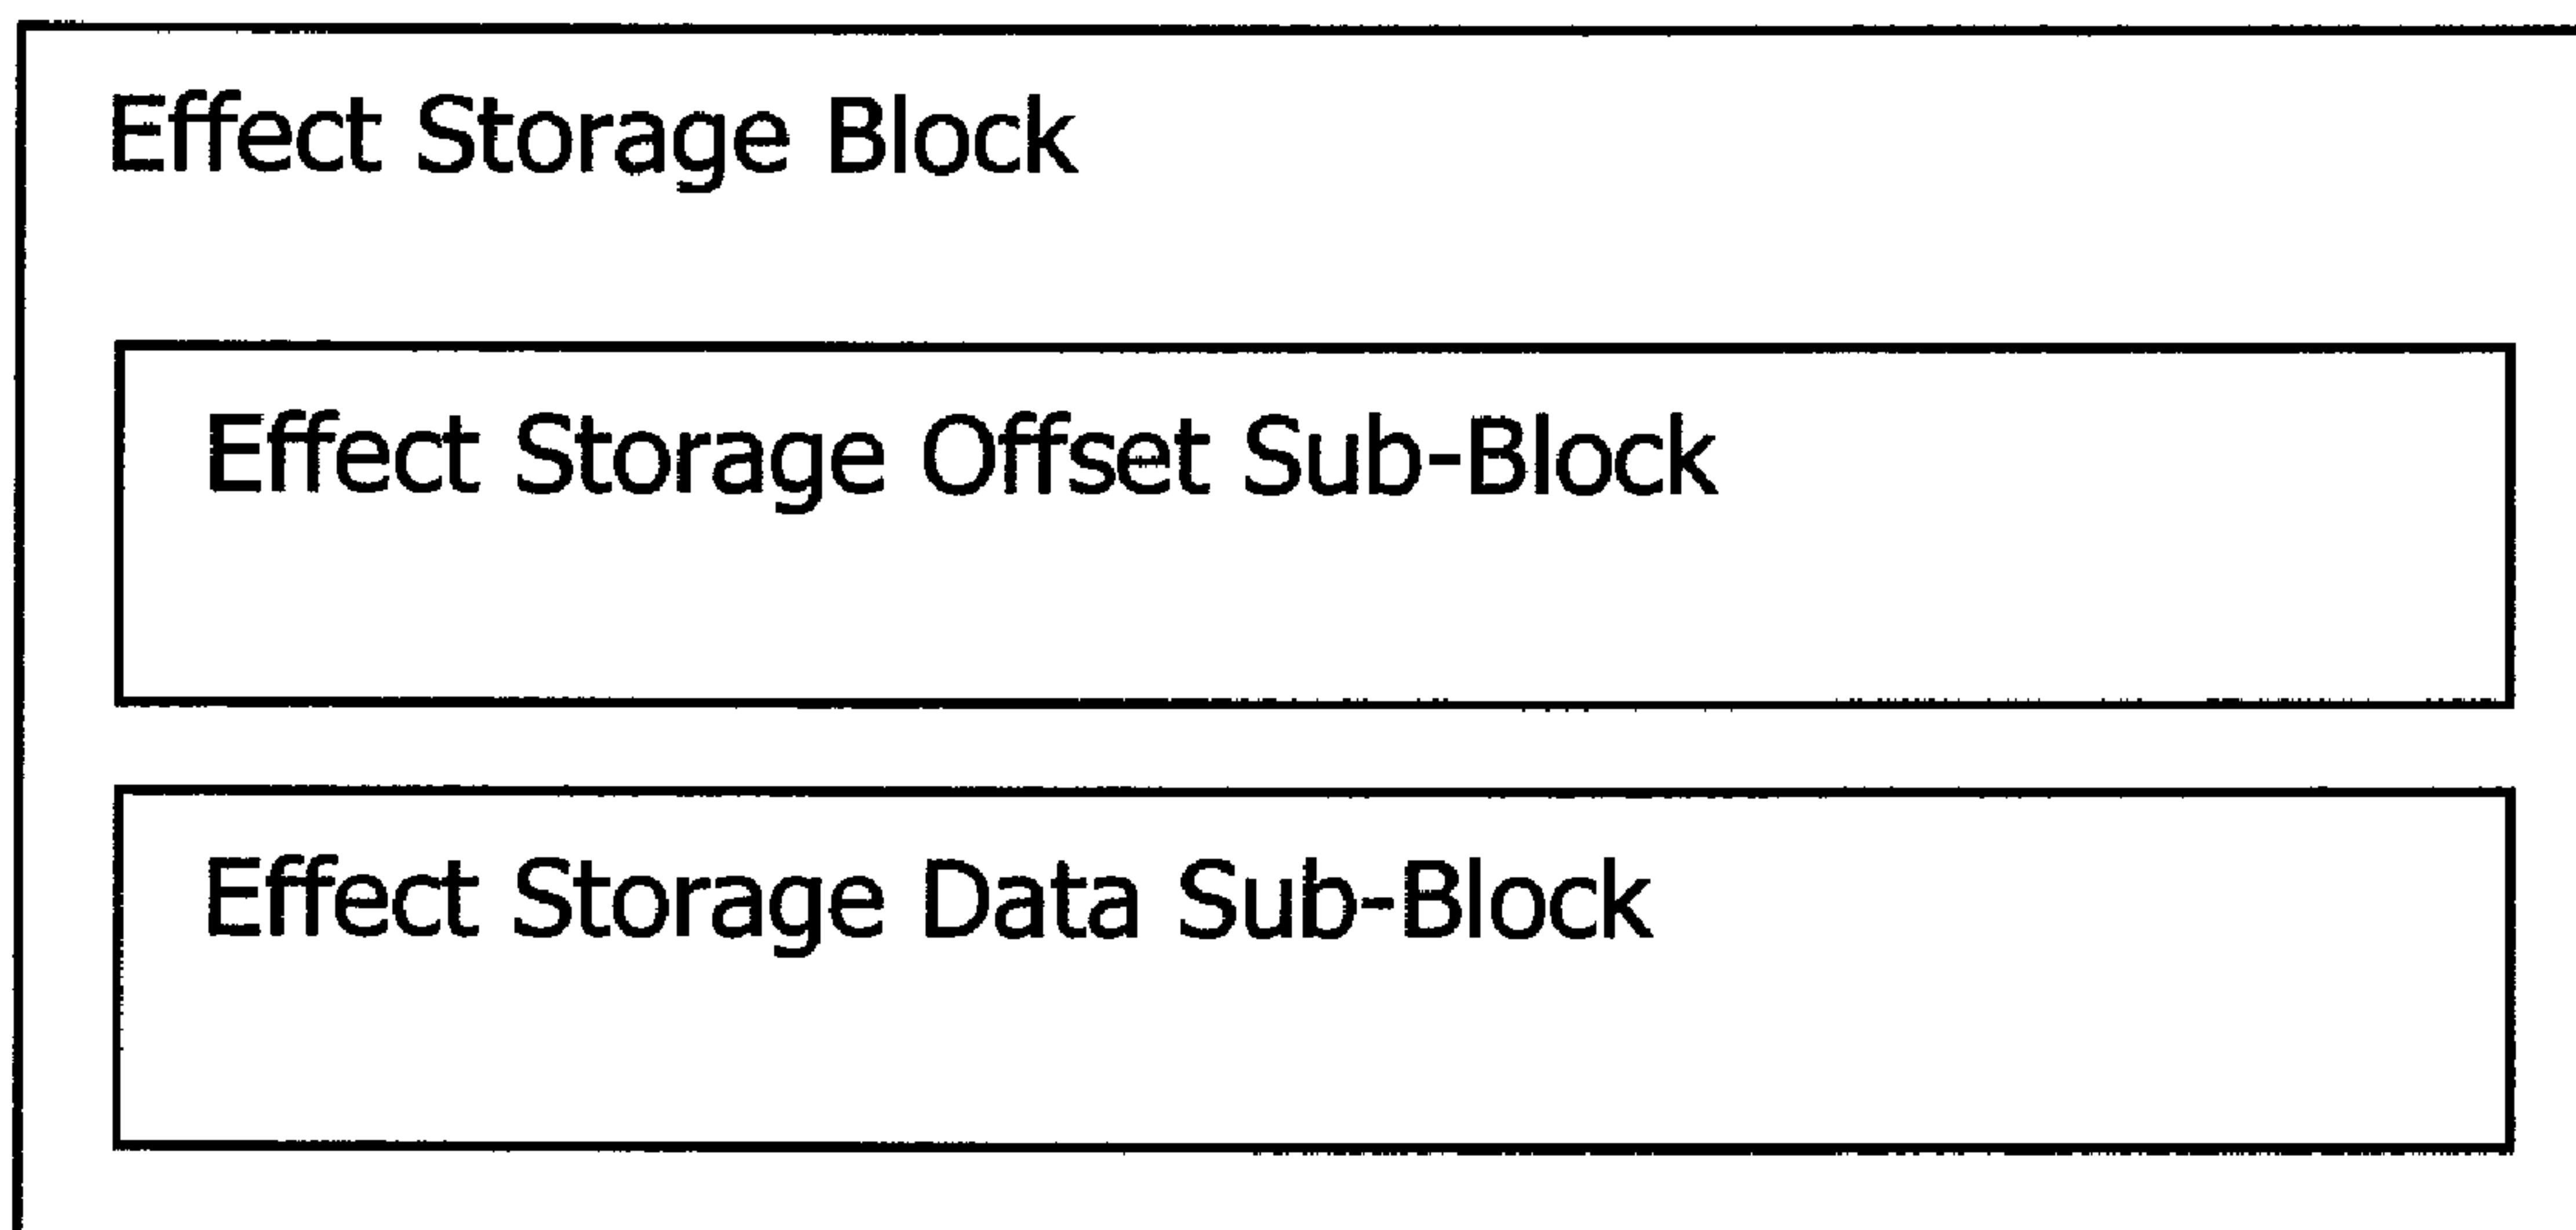 Effect Storage Block
Effect Storage Offset Sub-Block
Effect Storage Data Sub-Block